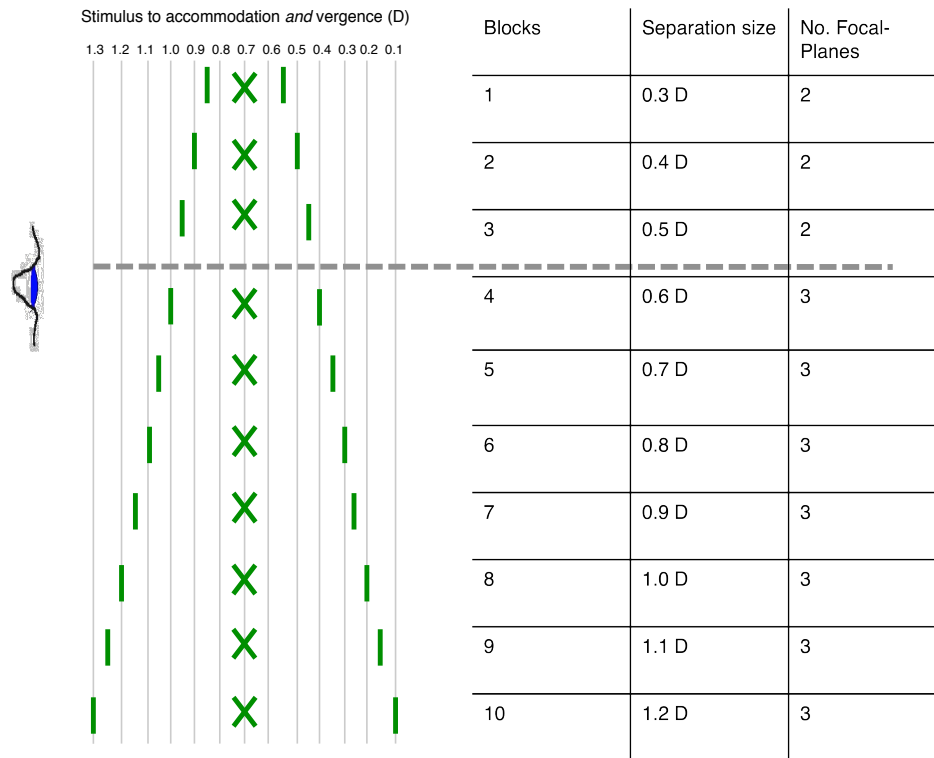 Stimulus to accommodation and vergence (D)
1.3 1.2 1.1 1.0 0.9 0.8 0.7 0.6 0.5 0.4 0.3 0.2 0.1
Blocks Separation size No. Focal-
Planes
1 0.3 D 2
2 0.4 D 2
3 0.5 D 2
4 0.6 D 3
5 0.7 D 3
6 0.8 D 3
7 0.9 D 3
8 1.0 D 3
9 1.1 D 3
10 1.2 D 3